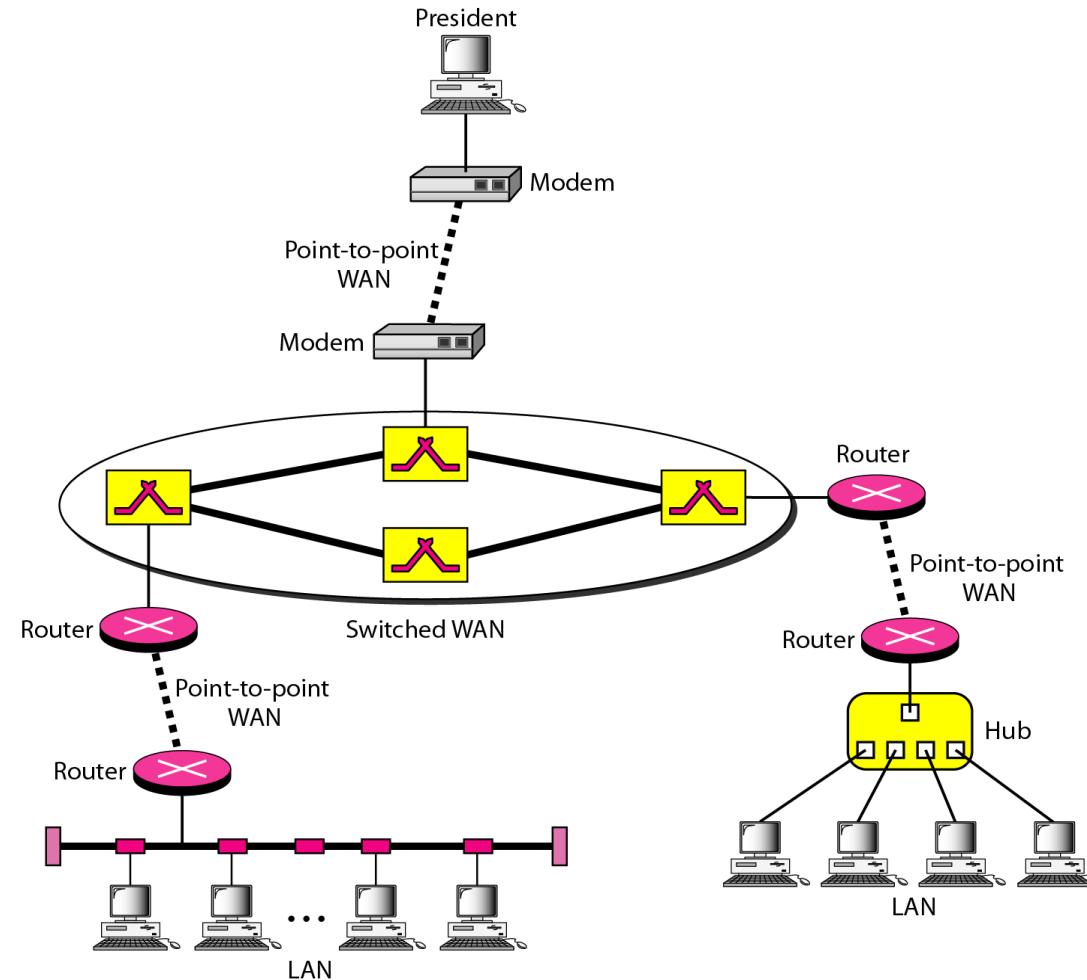 President
Modem
Point-to-point
WAN
Modem
Router
Point-to-point
WAN
Router
Switched WAN
Router
Point-to-point
WAN
Hub
Router
LAN
LAN